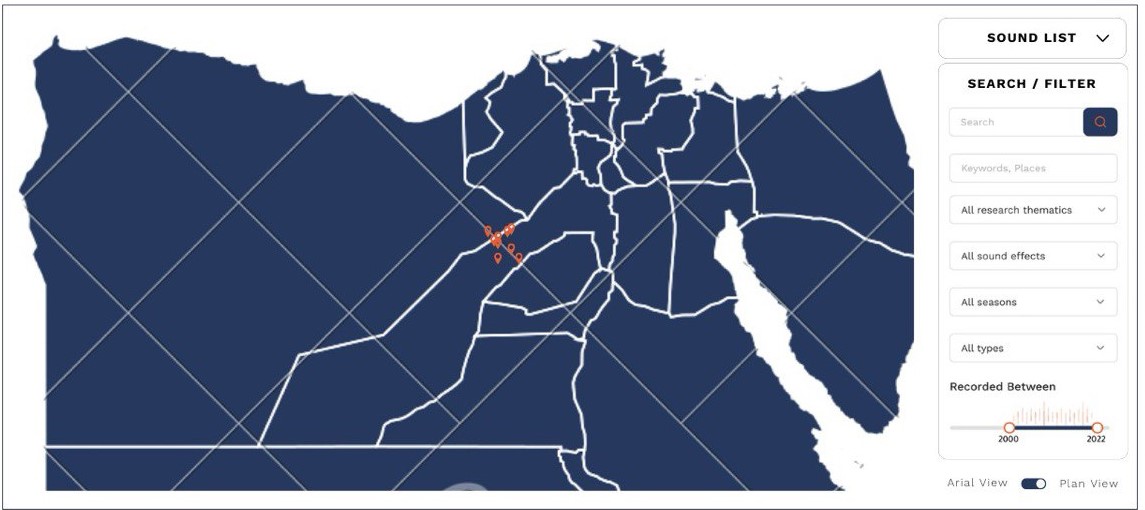 SOUND LIST
SEARCH / FILTER
Search
Keywords, Places
All research thematics
All sound effects
All seasons
All types
Recorded Between
2000 2022
Arial View Plan View